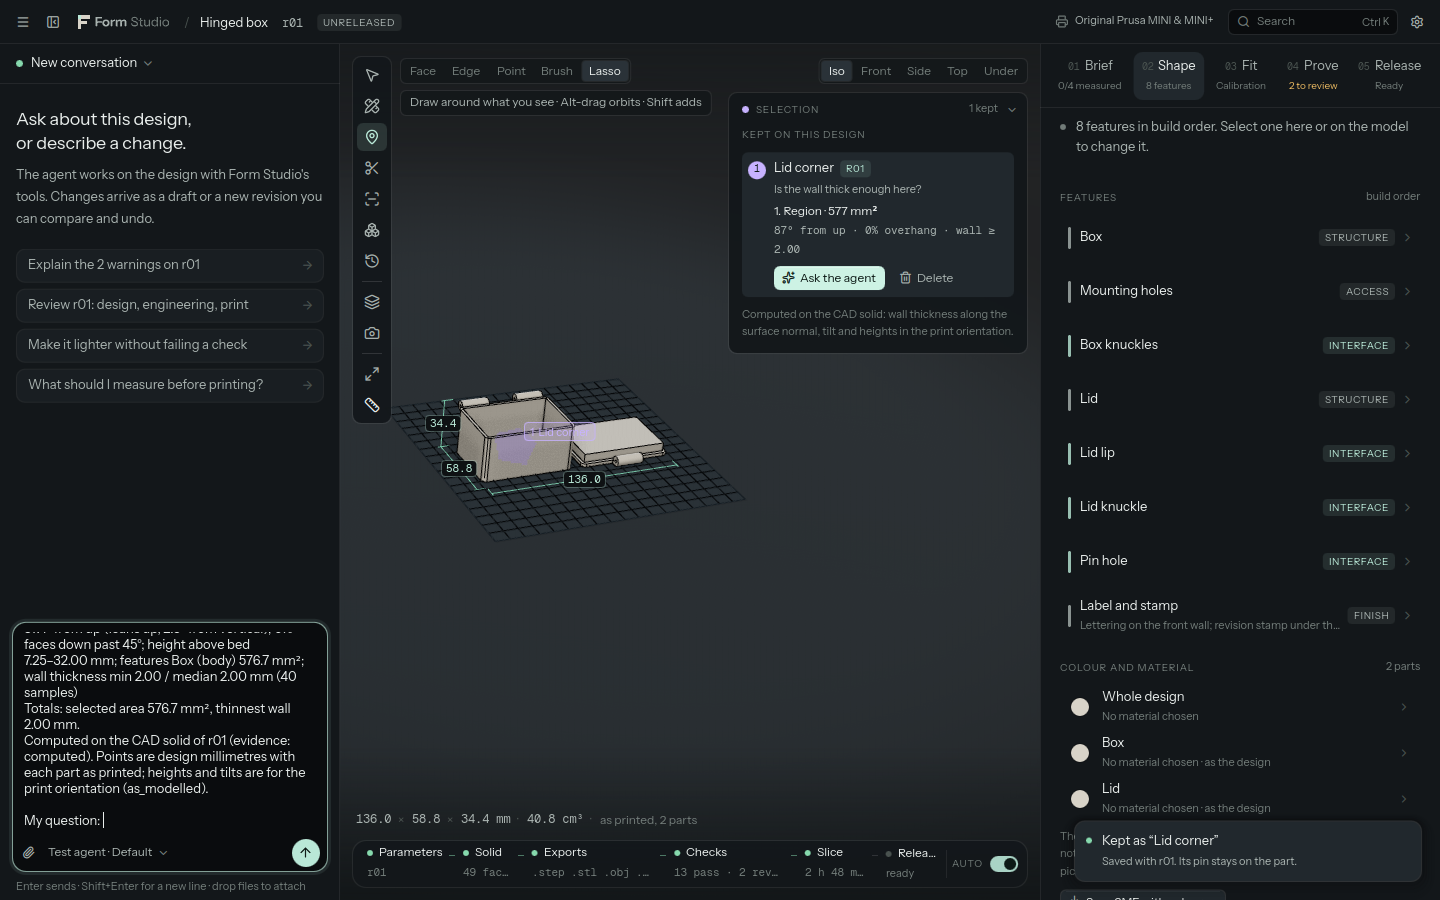 Form Studio / Hinged box r01 UNRELEASED
Original Prusa MINI & MINI+
Search Ctrl K
New conversation
Ask about this design,
or describe a change.
The agent works on the design with Form Studio's
tools. Changes arrive as a draft or a new revision you
can compare and undo.
Explain the 2 warnings on r01
Review r01: design, engineering, print
Make it lighter without failing a check
What should I measure before printing?
faces down past 45°; height above bed
7.25–32.00 mm; features Box (body) 576.7 mm²;
wall thickness min 2.00 / median 2.00 mm (40
samples)
Totals: selected area 576.7 mm², thinnest wall
2.00 mm.
Computed on the CAD solid of r01 (evidence:
computed). Points are design millimetres with
each part as printed; heights and tilts are for the
print orientation (as_modelled).
My question:
Test agent · Default
Enter sends · Shift+Enter for a new line · drop files to attach
Face Edge Point Brush Lasso
Draw around what you see · Alt-drag orbits · Shift adds
Iso Front Side Top Under
SELECTION 1 kept
KEPT ON THIS DESIGN
1 Lid corner R01
Is the wall thick enough here?
1. Region · 577 mm²
87° from up · 0% overhang · wall ≥
2.00
Ask the agent Delete
Computed on the CAD solid: wall thickness along the
surface normal, tilt and heights in the print orientation.
34.4
58.8
136.0
136.0 × 58.8 × 34.4 mm · 40.8 cm³ · as printed, 2 parts
Parameters
r01
Solid
49 fac…
Exports
.step .stl .obj …
Checks
13 pass · 2 rev…
Slice
2 h 48 m…
Relea…
ready
AUTO
01 Brief
0/4 measured
02 Shape
8 features
03 Fit
Calibration
04 Prove
2 to review
05 Release
Ready
8 features in build order. Select one here or on the model
to change it.
FEATURES build order
Box STRUCTURE
Mounting holes ACCESS
Box knuckles INTERFACE
Lid STRUCTURE
Lid lip INTERFACE
Lid knuckle INTERFACE
Pin hole INTERFACE
Label and stamp FINISH
Lettering on the front wall; revision stamp under th…
COLOUR AND MATERIAL 2 parts
Whole design
No material chosen
Box
No material chosen · as the design
Lid
No material chosen · as the design
Kept as “Lid corner”
Saved with r01. Its pin stays on the part.